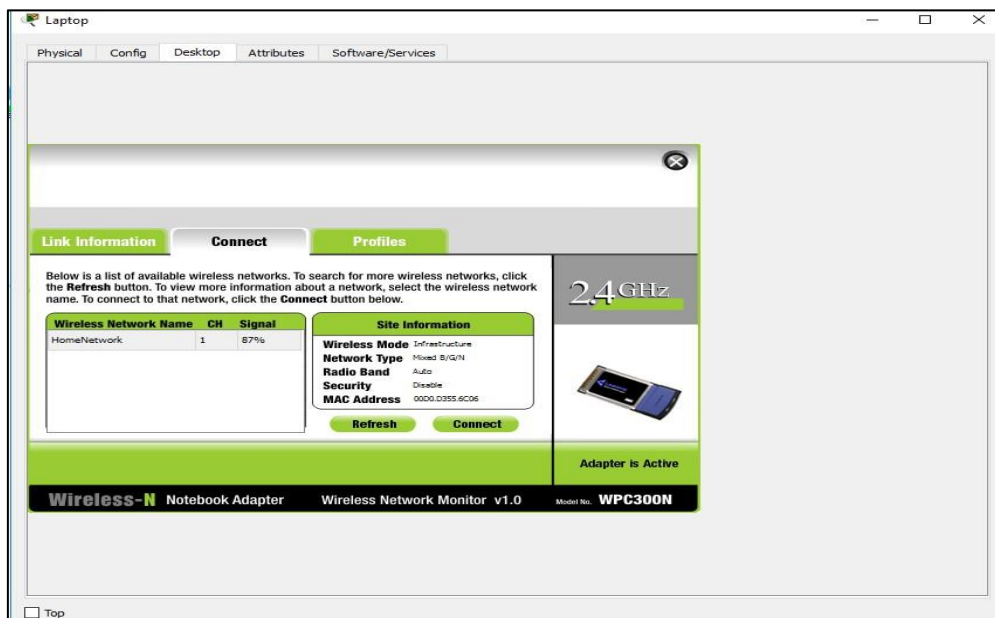 Laptop
Physical Config Desktop Attributes Software/Services
Link Information Connect Profiles
Below is a list of available wireless networks. To search for more wireless networks, click
the Refresh button. To view more information about a network, select the wireless network
name. To connect to that network, click the Connect button below.
2.4GHz
Wireless Network Name CH Signal
HomeNetwork 1 87%
Site Information
Wireless Mode Infrastructure
Network Type Mixed B/G/N
Radio Band Auto
Security Disable
MAC Address 00D0.D355.6C06
Refresh Connect
Adapter is Active
Wireless-N Notebook Adapter Wireless Network Monitor v1.0 Model No. WPC300N
Top